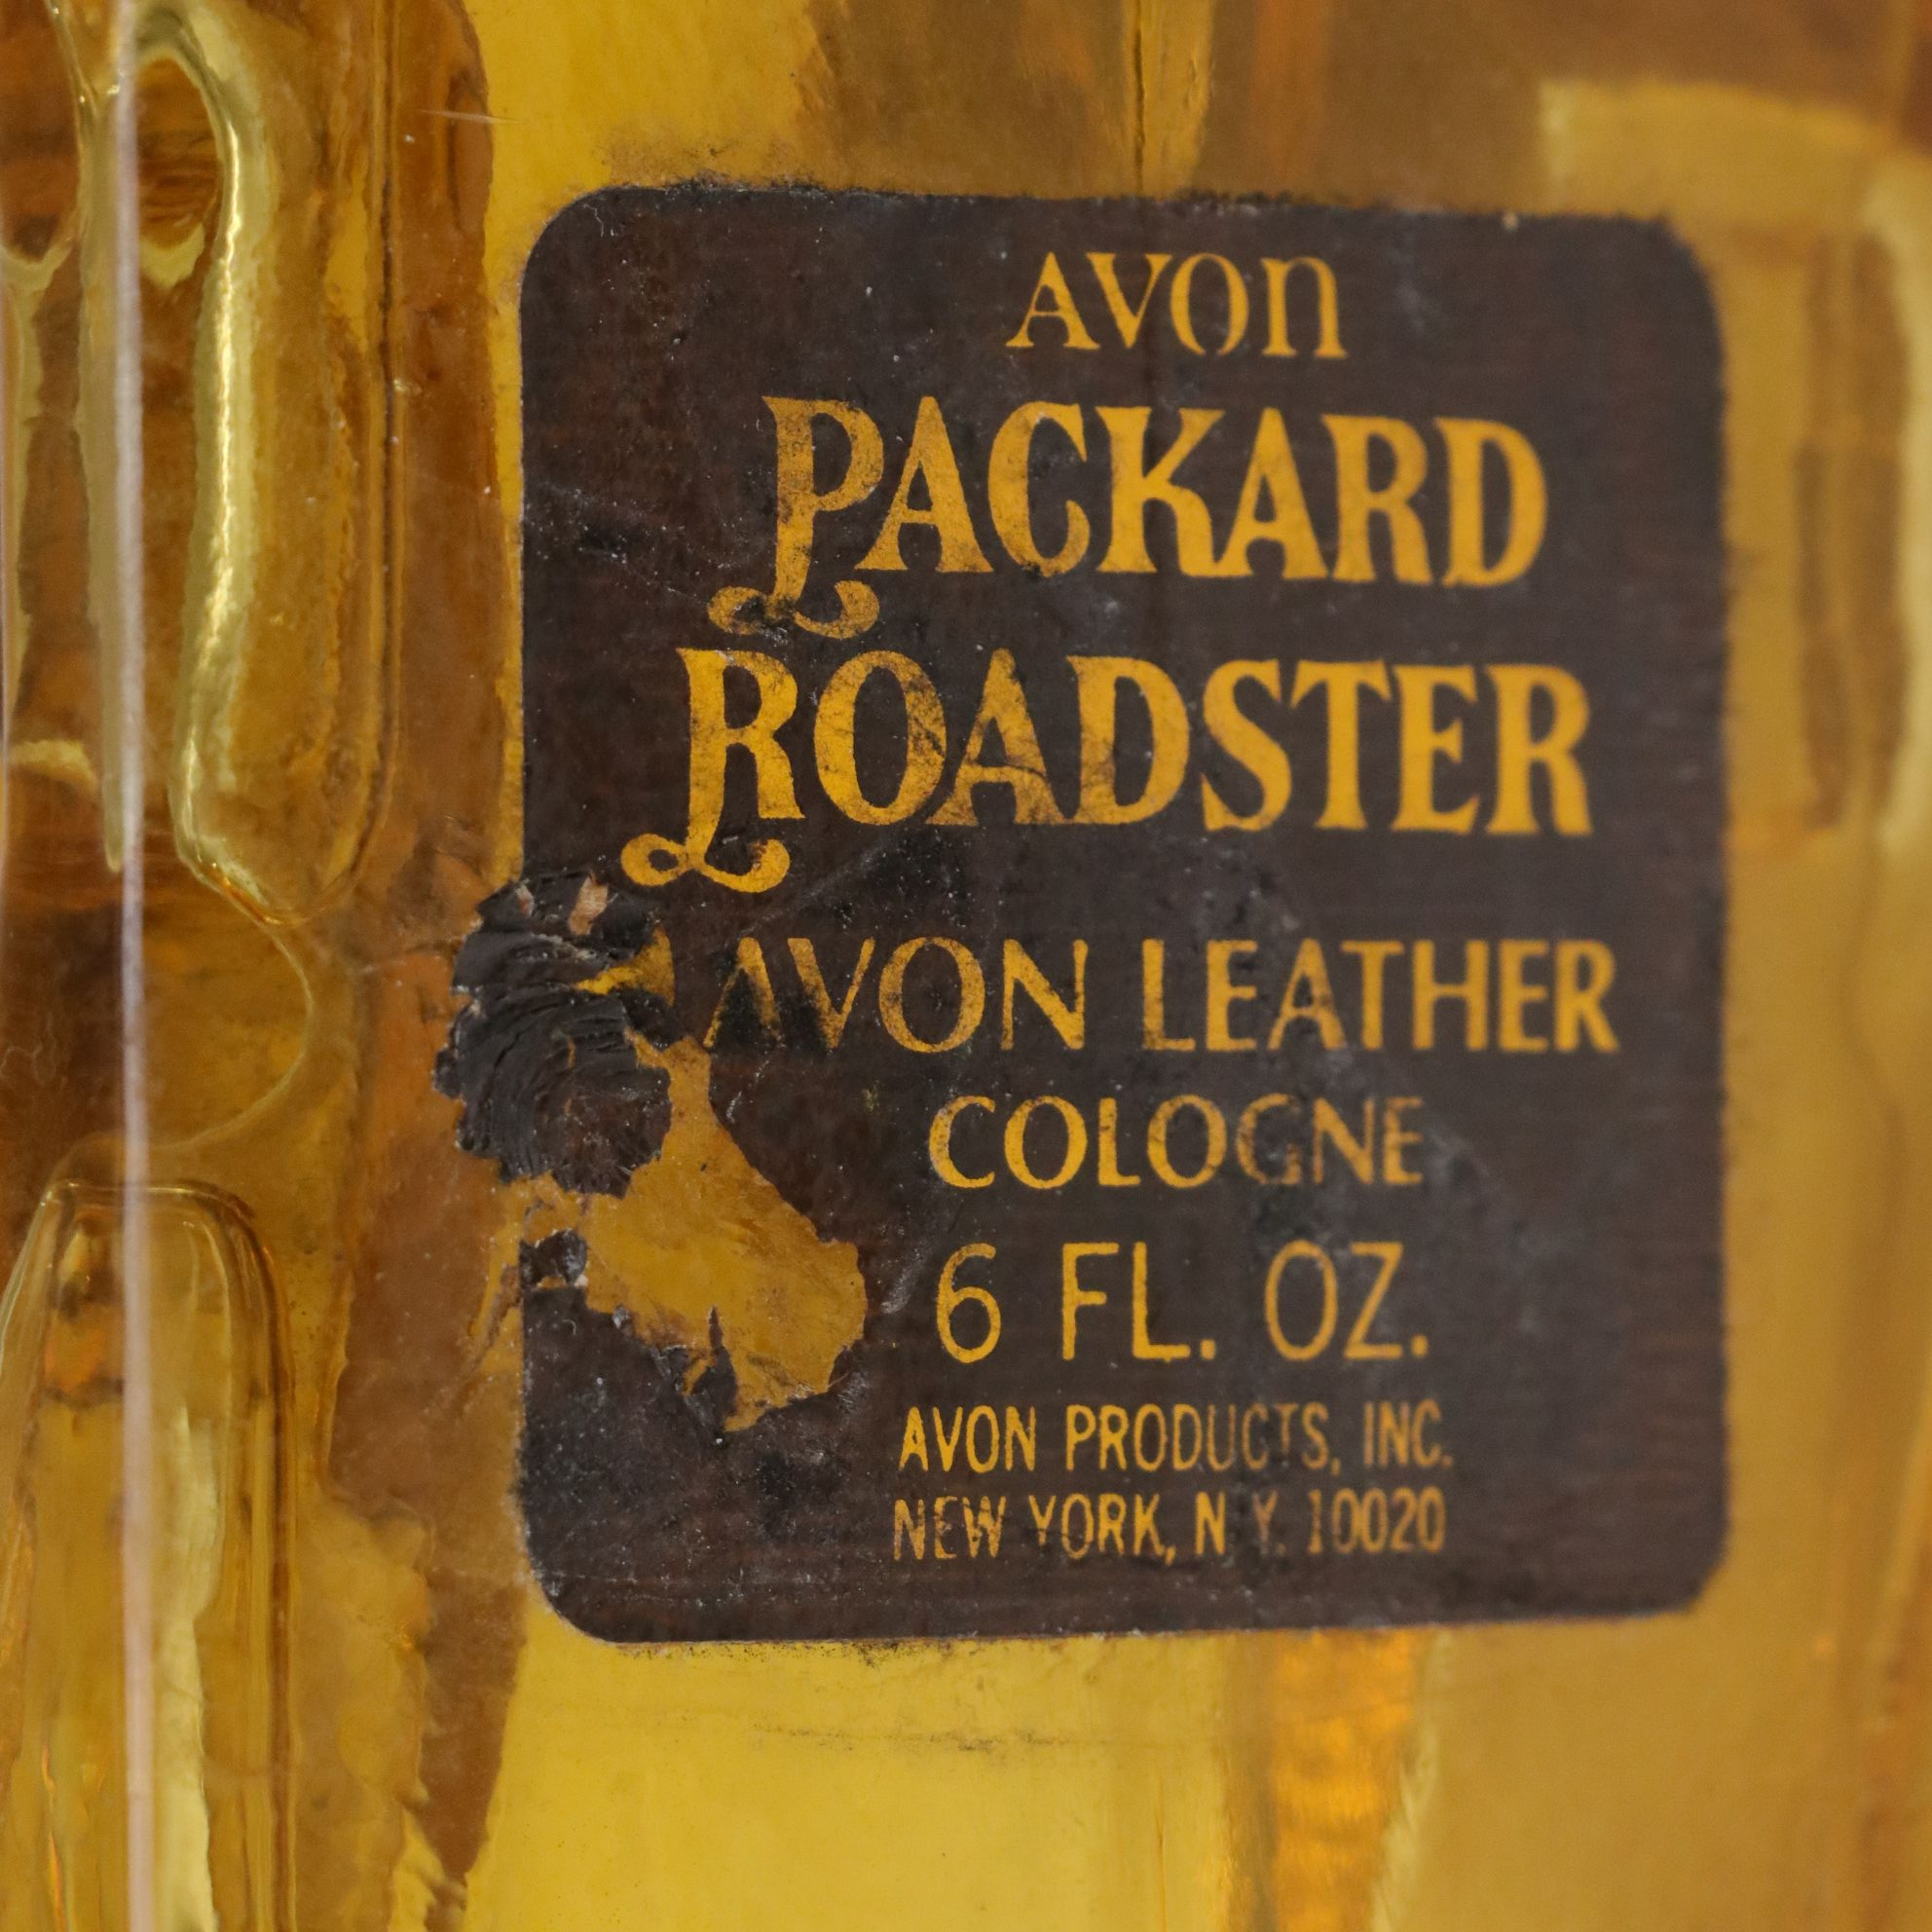 AVON
PACKARD
ROADSTER
AVON LEATHER
COLOGNE
6 FL. OZ.
AVON PRODUCTS, INC.
NEW YORK, N.Y. 10020